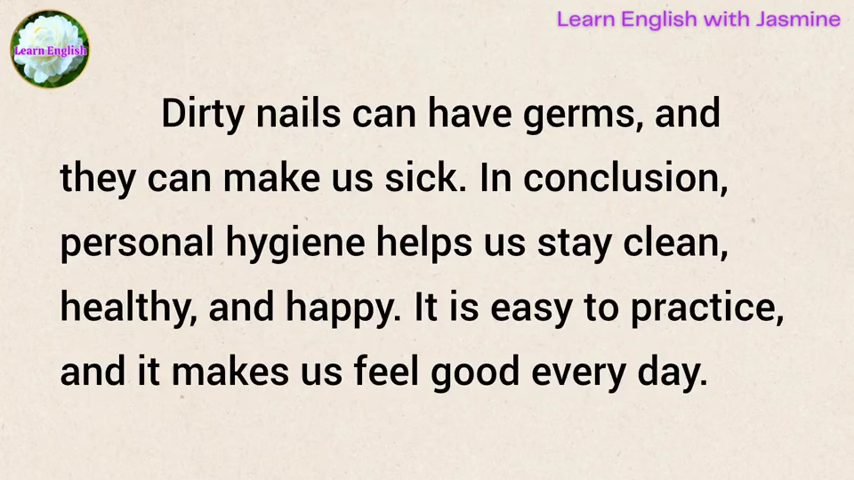 Learn English with Jasmine
Learn English
Dirty nails can have germs, and
they can make us sick. In conclusion,
personal hygiene helps us stay clean,
healthy, and happy. It is easy to practice,
and it makes us feel good every day.